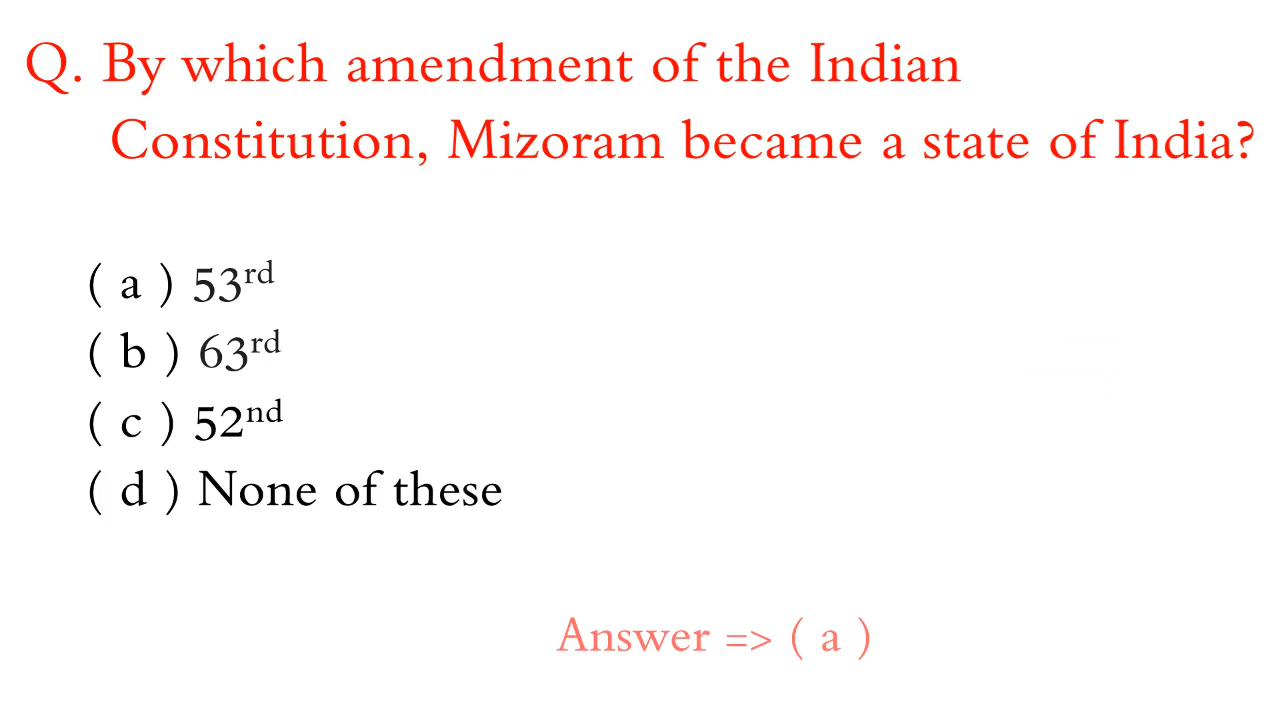 Q. By which amendment of the Indian
Constitution, Mizoram became a state of India?
( a ) 53rd
( b ) 63rd
( c ) 52nd
( d ) None of these
Answer => ( a )